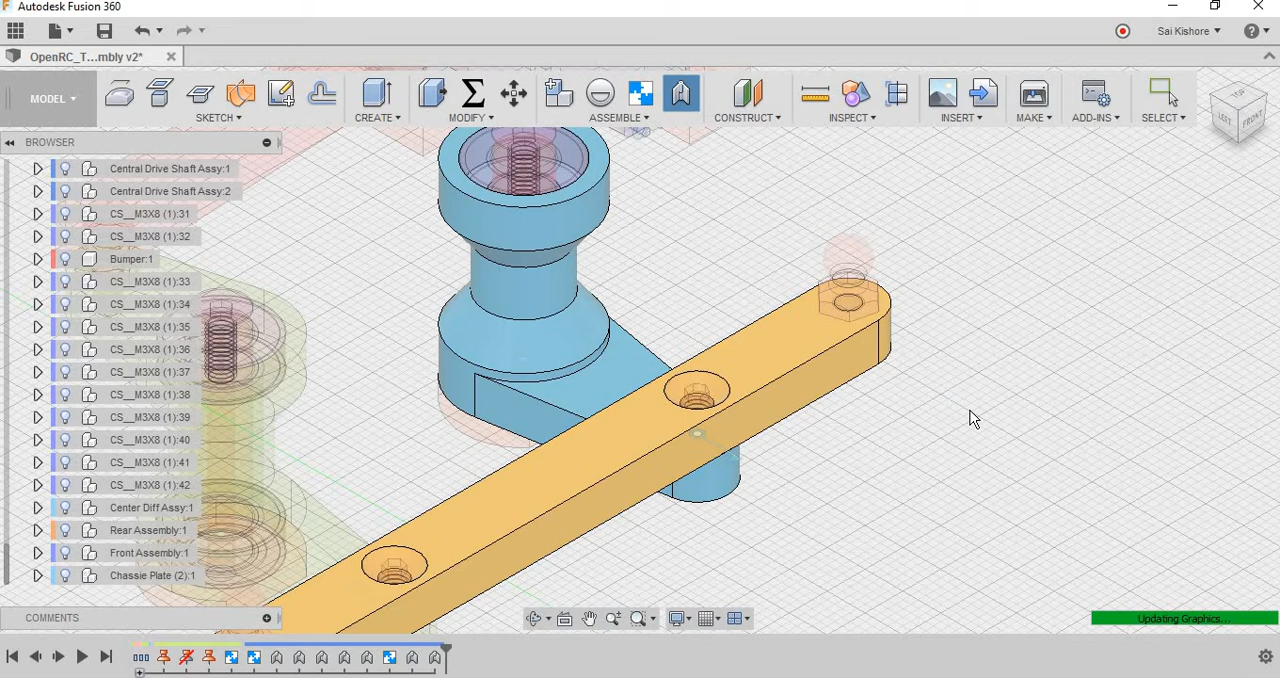 Autodesk Fusion 360
Sai Kishore
OpenRC_T...mbly v2*
MODEL
SKETCH
CREATE
MODIFY
ASSEMBLE
CONSTRUCT
INSPECT
INSERT
MAKE
ADD-INS
SELECT
TOP
LEFT
FRONT
BROWSER
Central Drive Shaft Assy:1
Central Drive Shaft Assy:2
CS__M3X8 (1):31
CS__M3X8 (1):32
Bumper:1
CS__M3X8 (1):33
CS__M3X8 (1):34
CS__M3X8 (1):35
CS__M3X8 (1):36
CS__M3X8 (1):37
CS__M3X8 (1):38
CS__M3X8 (1):39
CS__M3X8 (1):40
CS__M3X8 (1):41
CS__M3X8 (1):42
Center Diff Assy:1
Rear Assembly:1
Front Assembly:1
Chassie Plate (2):1
COMMENTS
Updating Graphics...